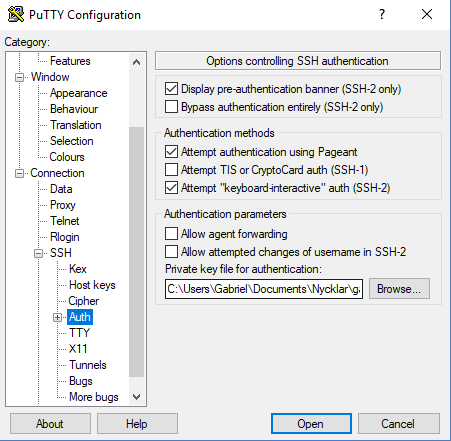 PuTTY Configuration
?
Category:
Features
Window
Appearance
Behaviour
Translation
Selection
Colours
Connection
Data
Proxy
Telnet
Rlogin
SSH
Kex
Host keys
Cipher
Auth
TTY
X11
Tunnels
Bugs
More bugs
Options controlling SSH authentication
Display pre-authentication banner (SSH-2 only)
Bypass authentication entirely (SSH-2 only)
Authentication methods
Attempt authentication using Pageant
Attempt TIS or CryptoCard auth (SSH-1)
Attempt "keyboard-interactive" auth (SSH-2)
Authentication parameters
Allow agent forwarding
Allow attempted changes of username in SSH-2
Private key file for authentication:
C:\Users\Gabriel\Documents\Nycklar\ga Browse...
About Help Open Cancel